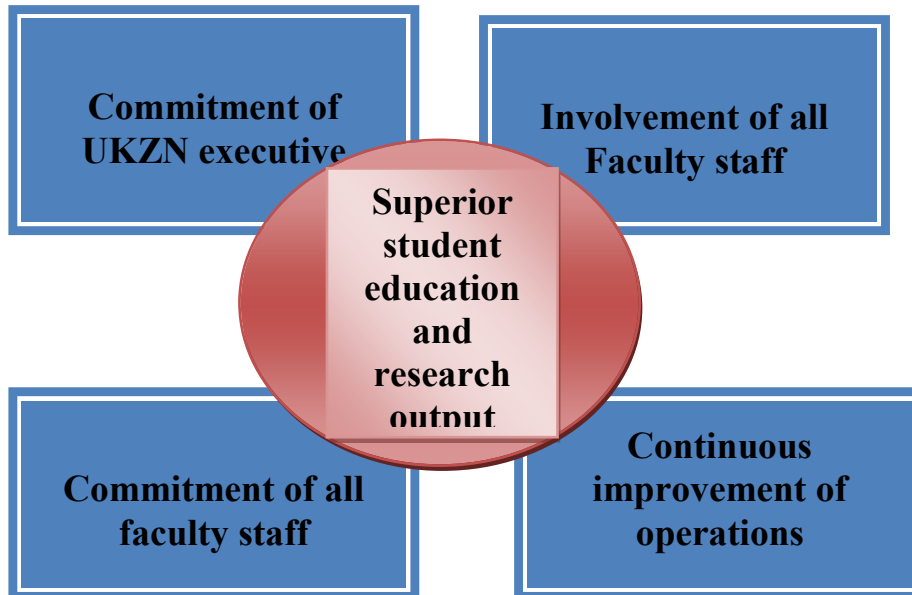 Commitment of
UKZN executive
Involvement of all
Faculty staff
Superior
student
education
and
research
output
Commitment of all
faculty staff
Continuous
improvement of
operations